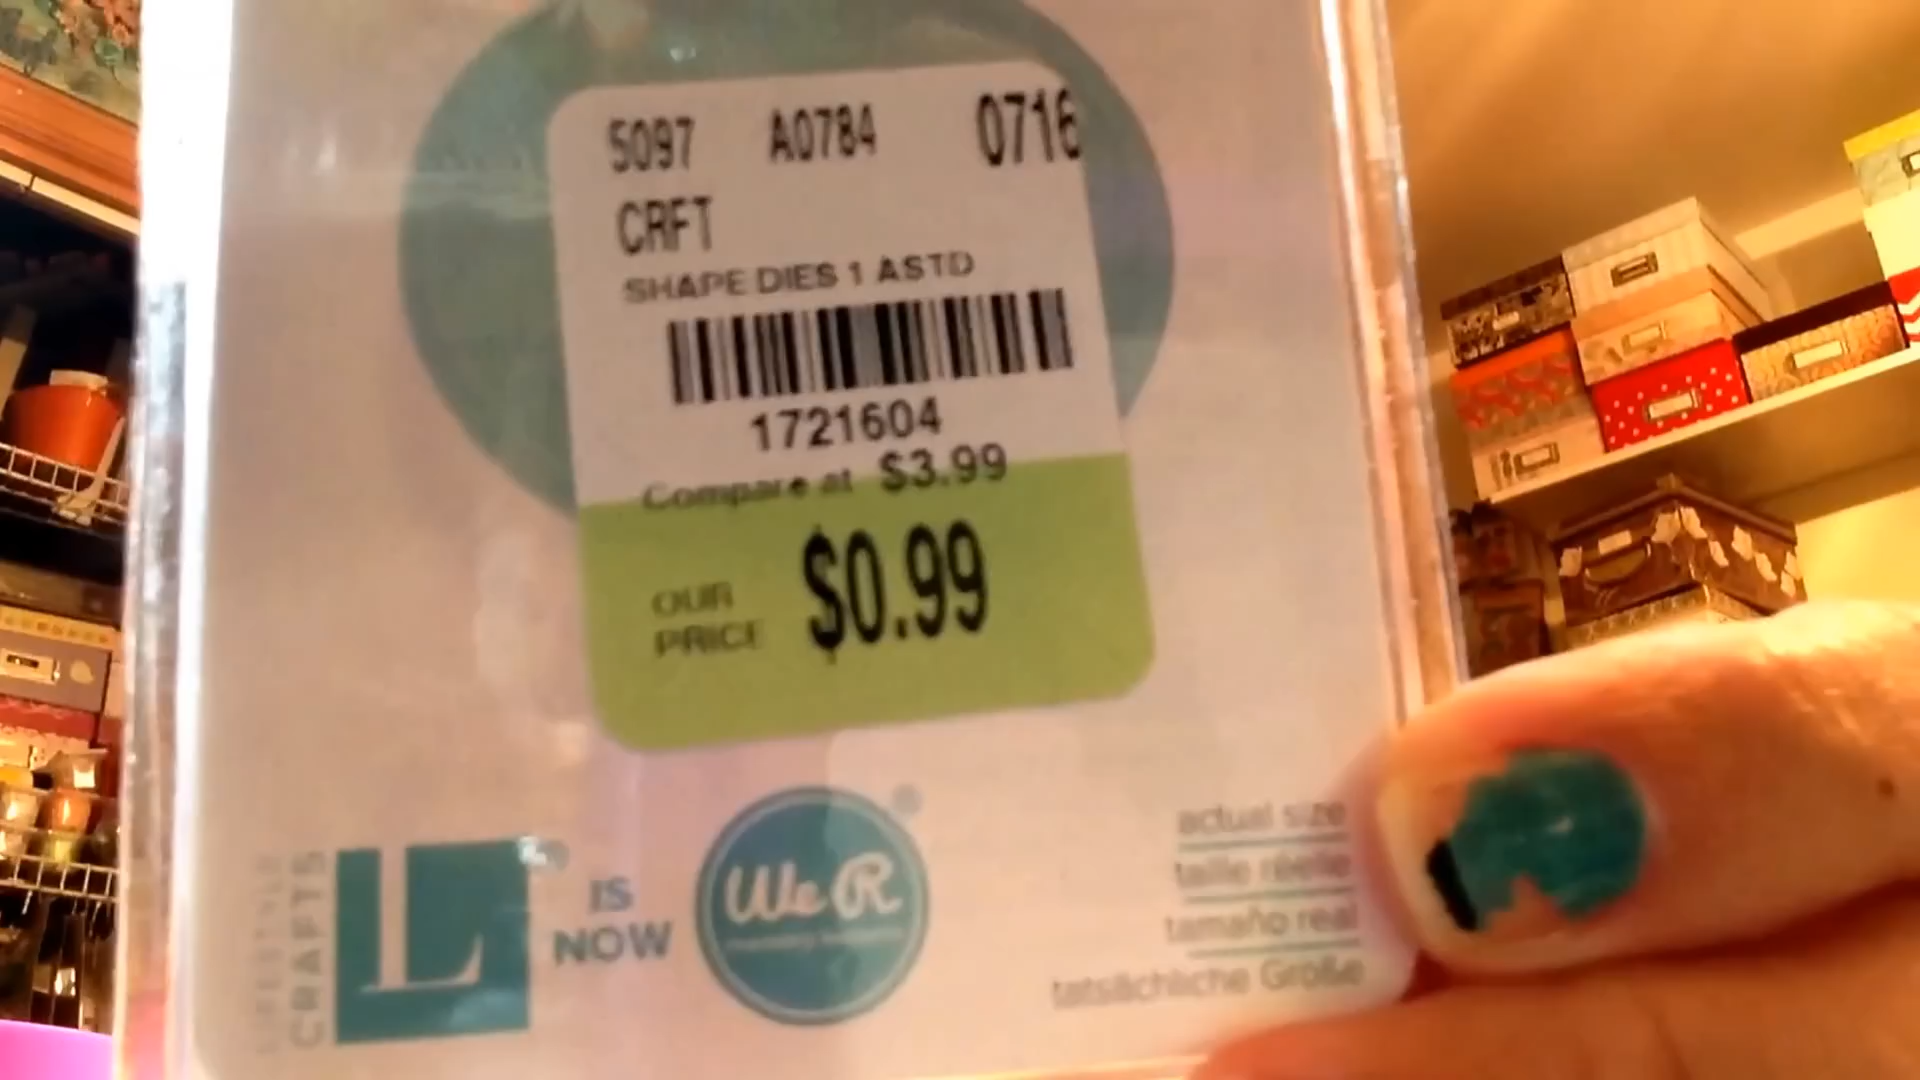 5097 A0784 0716
CRFT
SHAPE DIES 1 ASTD
1721604
Compare at $3.99
OUR
PRICE $0.99
LIFESTYLE
CRAFTS
L
IS
NOW
We R
actual size
taille réelle
tamaño real
tatsächliche Größe